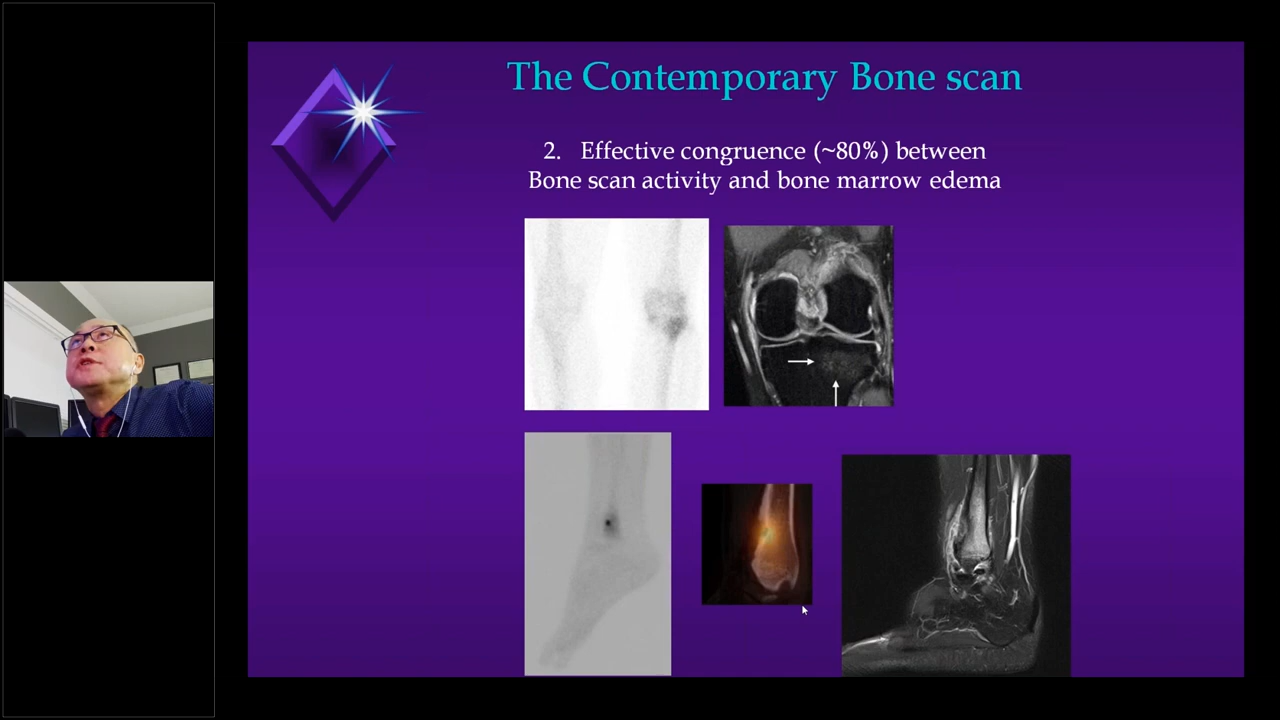 The Contemporary Bone scan
2. Effective congruence (~80%) between
Bone scan activity and bone marrow edema